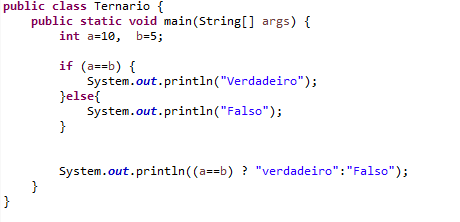 public class Ternario {
    public static void main(String[] args) {
        int a=10,  b=5;
        if (a==b) {
            System.out.println("Verdadeiro");
        }else{
            System.out.println("Falso");
        }
        System.out.println((a==b) ? "verdadeiro":"Falso");
    }
}